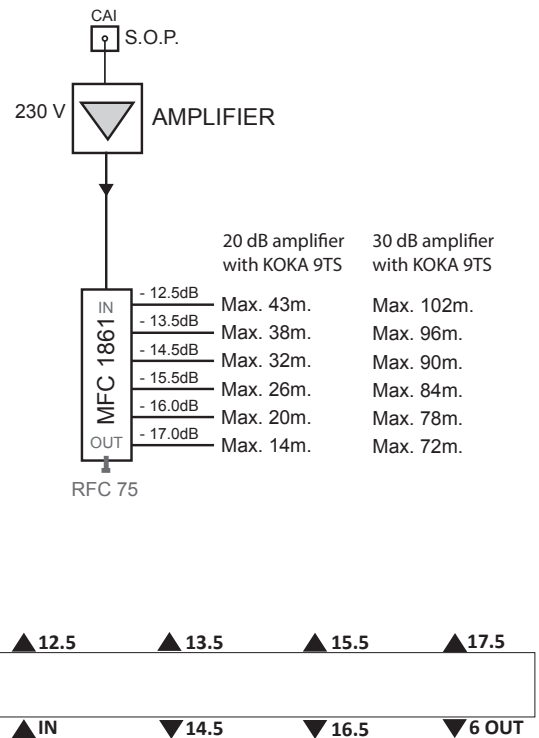 CAI
S.O.P.
230 V
AMPLIFIER
20 dB amplifier
with KOKA 9TS
30 dB amplifier
with KOKA 9TS
IN
MFC 1861
OUT
- 12.5dB Max. 43m. Max. 102m.
- 13.5dB Max. 38m. Max. 96m.
- 14.5dB Max. 32m. Max. 90m.
- 15.5dB Max. 26m. Max. 84m.
- 16.0dB Max. 20m. Max. 78m.
- 17.0dB Max. 14m. Max. 72m.
RFC 75
12.5 13.5 15.5 17.5
IN 14.5 16.5 6 OUT